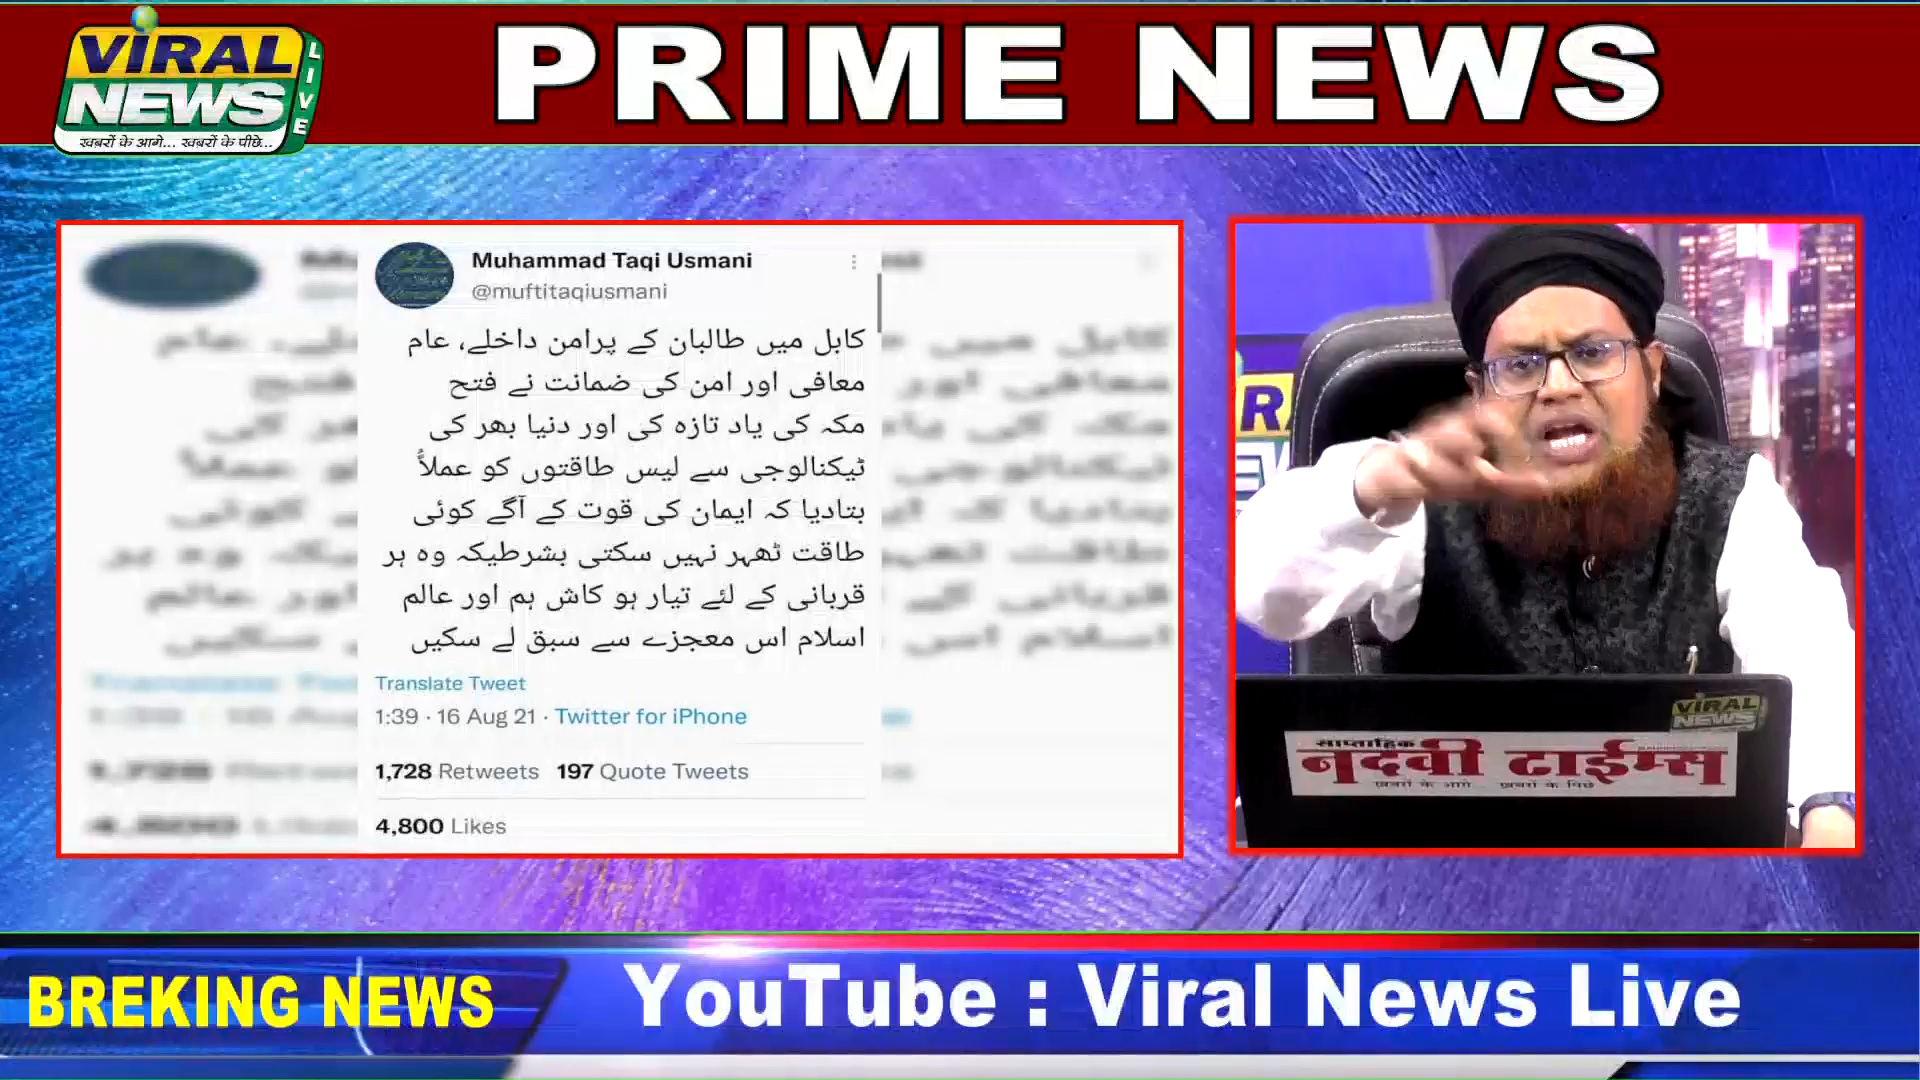 VIRAL
NEWS
LIVE
खबरों के आगे... खबरों के पीछे...
PRIME NEWS
Muhammad Taqi Usmani
@muftitaqiusmani
کابل میں طالبان کے پرامن داخلے، عام
معافی اور امن کی ضمانت نے فتح
مکہ کی یاد تازہ کی اور دنیا بھر کی
ٹیکنالوجی سے لیس طاقتوں کو عملاً
بتادیا کہ ایمان کی قوت کے آگے کوئی
طاقت ٹھہر نہیں سکتی بشرطیکہ وہ ہر
قربانی کے لئے تیار ہو کاش ہم اور عالم
اسلام اس معجزے سے سبق لے سکیں
Translate Tweet
1:39 · 16 Aug 21 · Twitter for iPhone
1,728 Retweets 197 Quote Tweets
4,800 Likes
VIRAL
NEWS
साप्ताहिक
नदवी टाईम्स
खबरों के आगे... खबरों के पिछे
BREKING NEWS
YouTube : Viral News Live